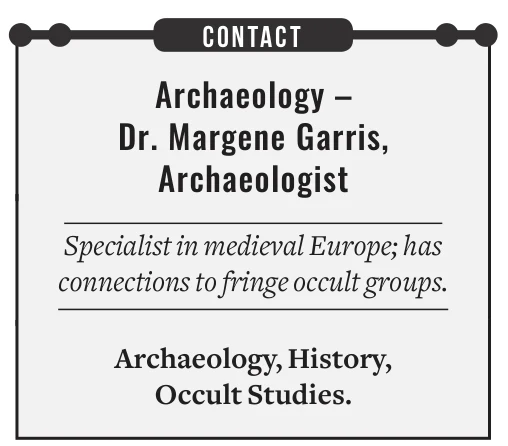 CONTACT
Archaeology –
Dr. Margene Garris,
Archaeologist
Specialist in medieval Europe; has
connections to fringe occult groups.
Archaeology, History,
Occult Studies.